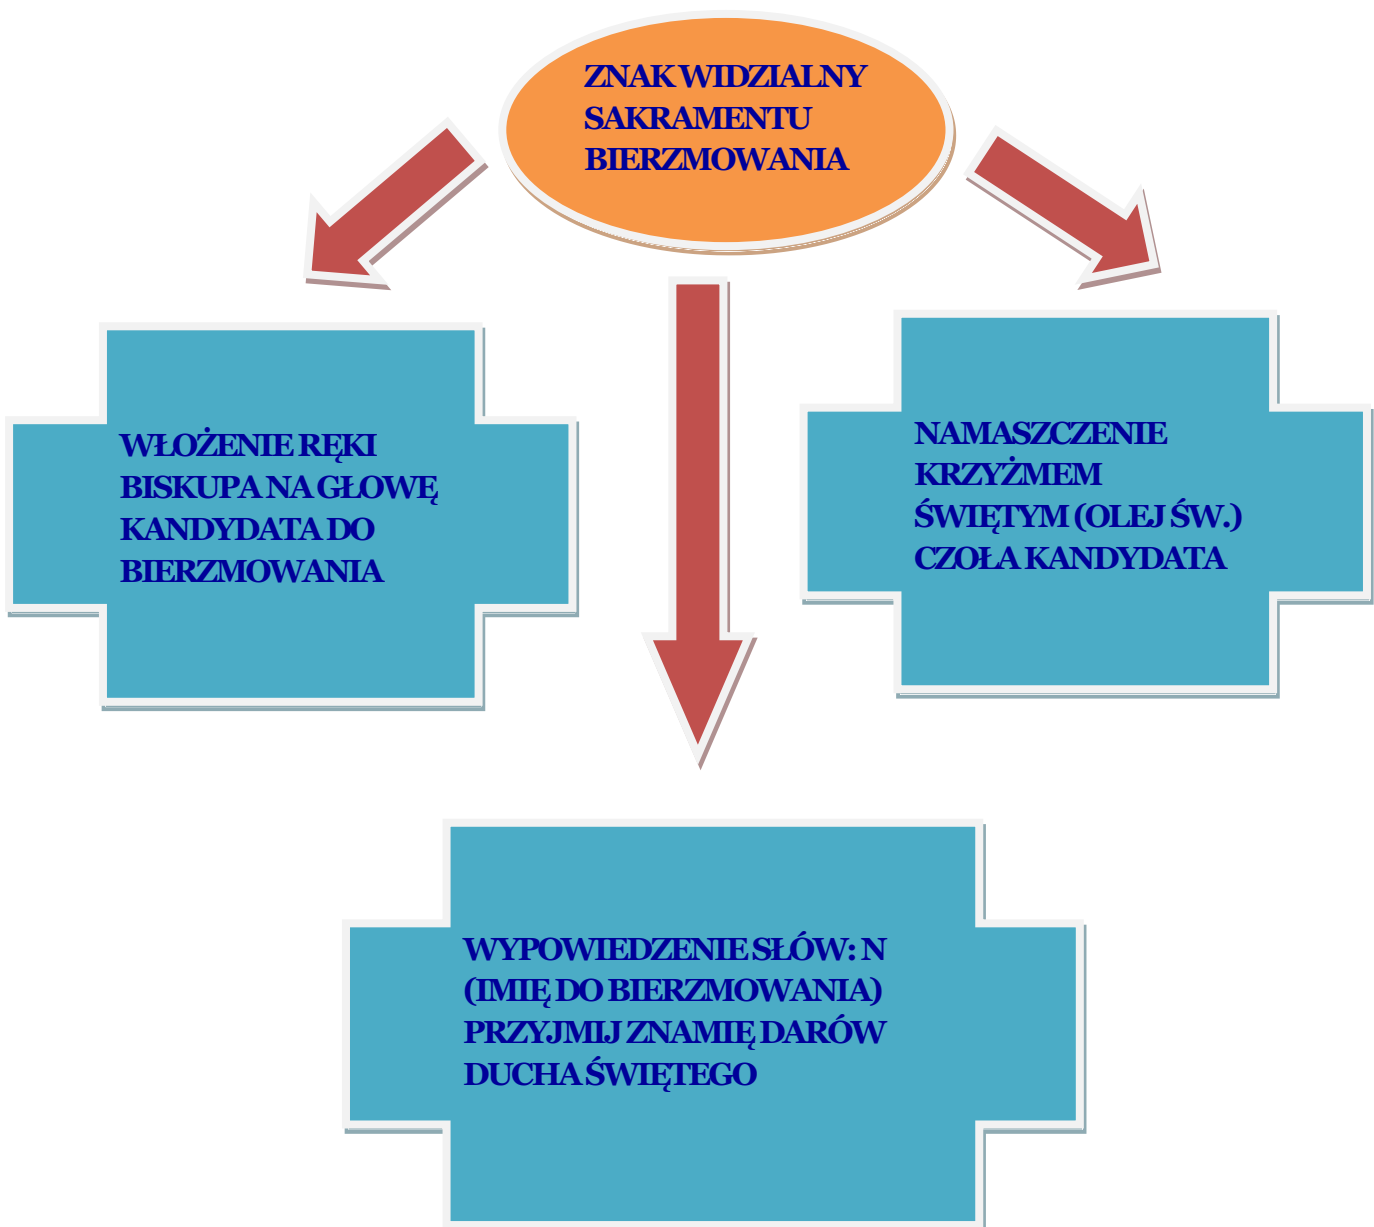 ZNAK WIDZIALNY
SAKRAMENTU
BIERZMOWANIA
WŁOŻENIE RĘKI
BISKUPA NA GŁOWĘ
KANDYDATA DO
BIERZMOWANIA
NAMASZCZENIE
KRZYŻMEM
ŚWIĘTYM (OLEJ ŚW.)
CZOŁA KANDYDATA
WYPOWIEDZENIE SŁÓW: N
(IMIĘ DO BIERZMOWANIA)
PRZYJMIJ ZNAMIĘ DARÓW
DUCHA ŚWIĘTEGO